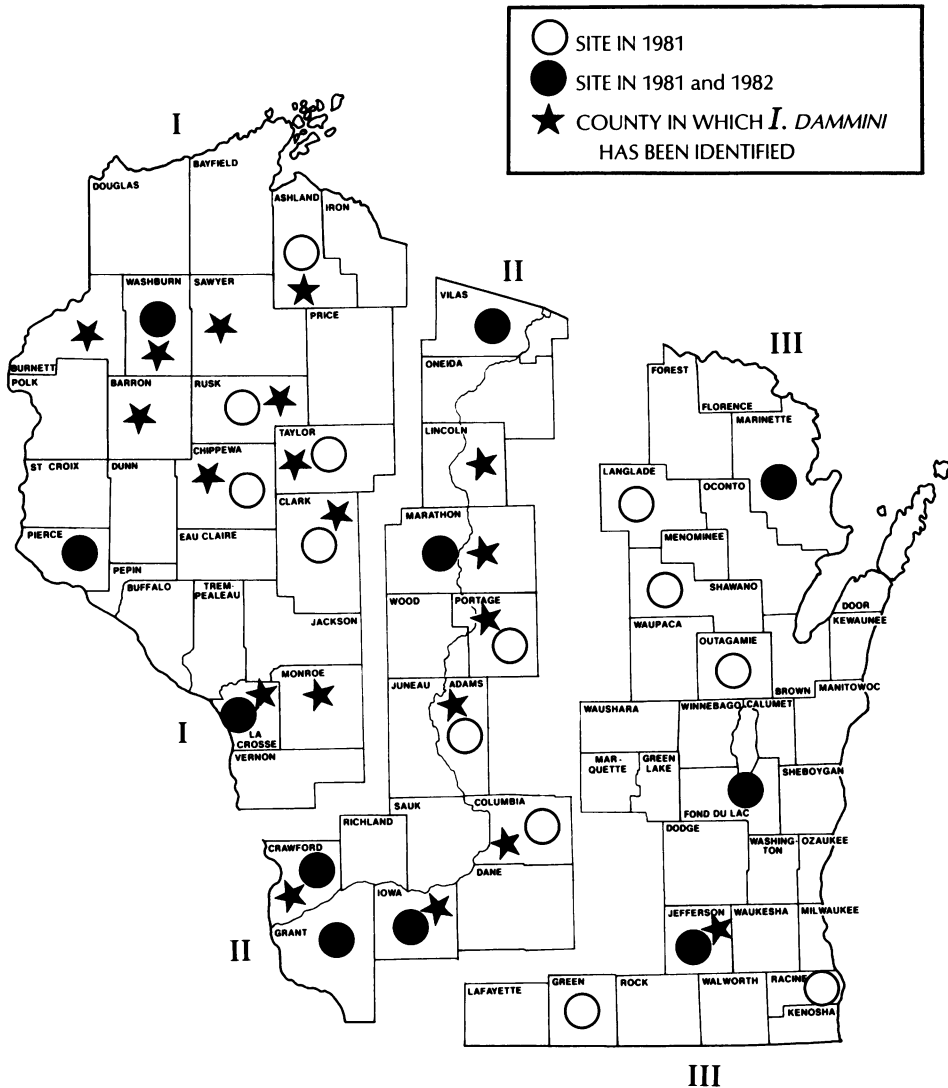 SITE IN 1981
SITE IN 1981 and 1982
COUNTY IN WHICH I. DAMMINI
HAS BEEN IDENTIFIED
I
BAYFIELD
DOUGLAS
ASHLAND
IRON
WASHBURN
SAWYER
PRICE
BURNETT
POLK
BARRON
RUSK
TAYLOR
CHIPPEWA
ST CROIX
DUNN
CLARK
PIERCE
EAU CLAIRE
PEPIN
BUFFALO
TREM-
PEALEAU
JACKSON
MONROE
I
LA
CROSSE
VERNON
II
VILAS
ONEIDA
LINCOLN
MARATHON
WOOD
PORTAGE
JUNEAU
ADAMS
SAUK
COLUMBIA
RICHLAND
CRAWFORD
DANE
IOWA
GRANT
II
III
FOREST
FLORENCE
MARINETTE
LANGLADE
OCONTO
MENOMINEE
SHAWANO
DOOR
WAUPACA
KEWAUNEE
OUTAGAMIE
BROWN
MANITOWOC
WAUSHARA
WINNEBAGO
CALUMET
MAR-
QUETTE
GREEN
LAKE
SHEBOYGAN
FOND DU LAC
DODGE
WASHING-
TON
OZAUKEE
JEFFERSON
WAUKESHA
MILWAUKEE
LAFAYETTE
GREEN
ROCK
WALWORTH
RACINE
KENOSHA
III